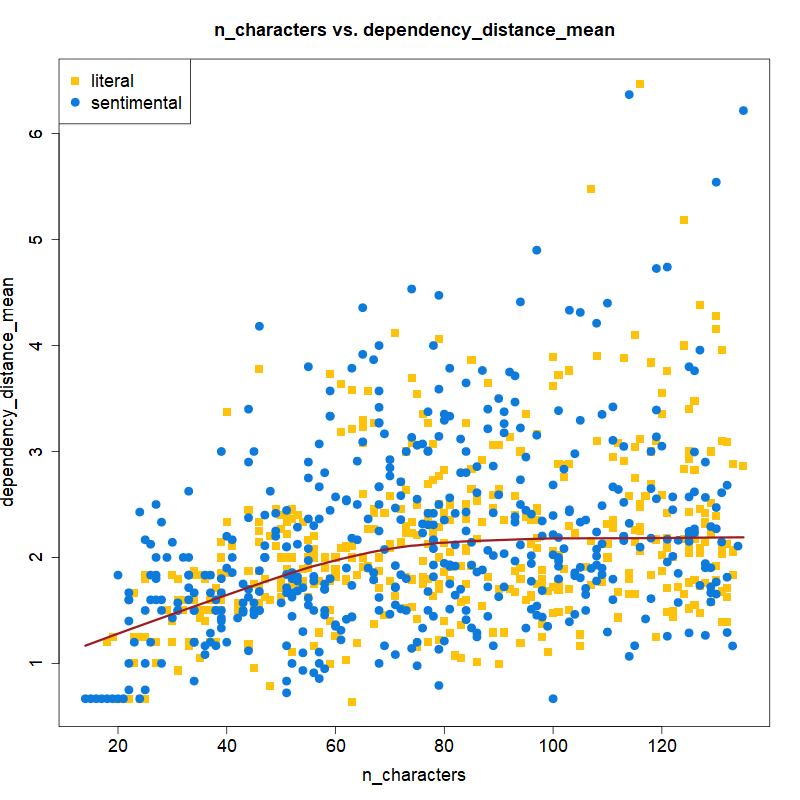 n_characters vs. dependency_distance_mean
literal
sentimental
dependency_distance_mean
6
5
4
3
2
1
20 40 60 80 100 120
n_characters